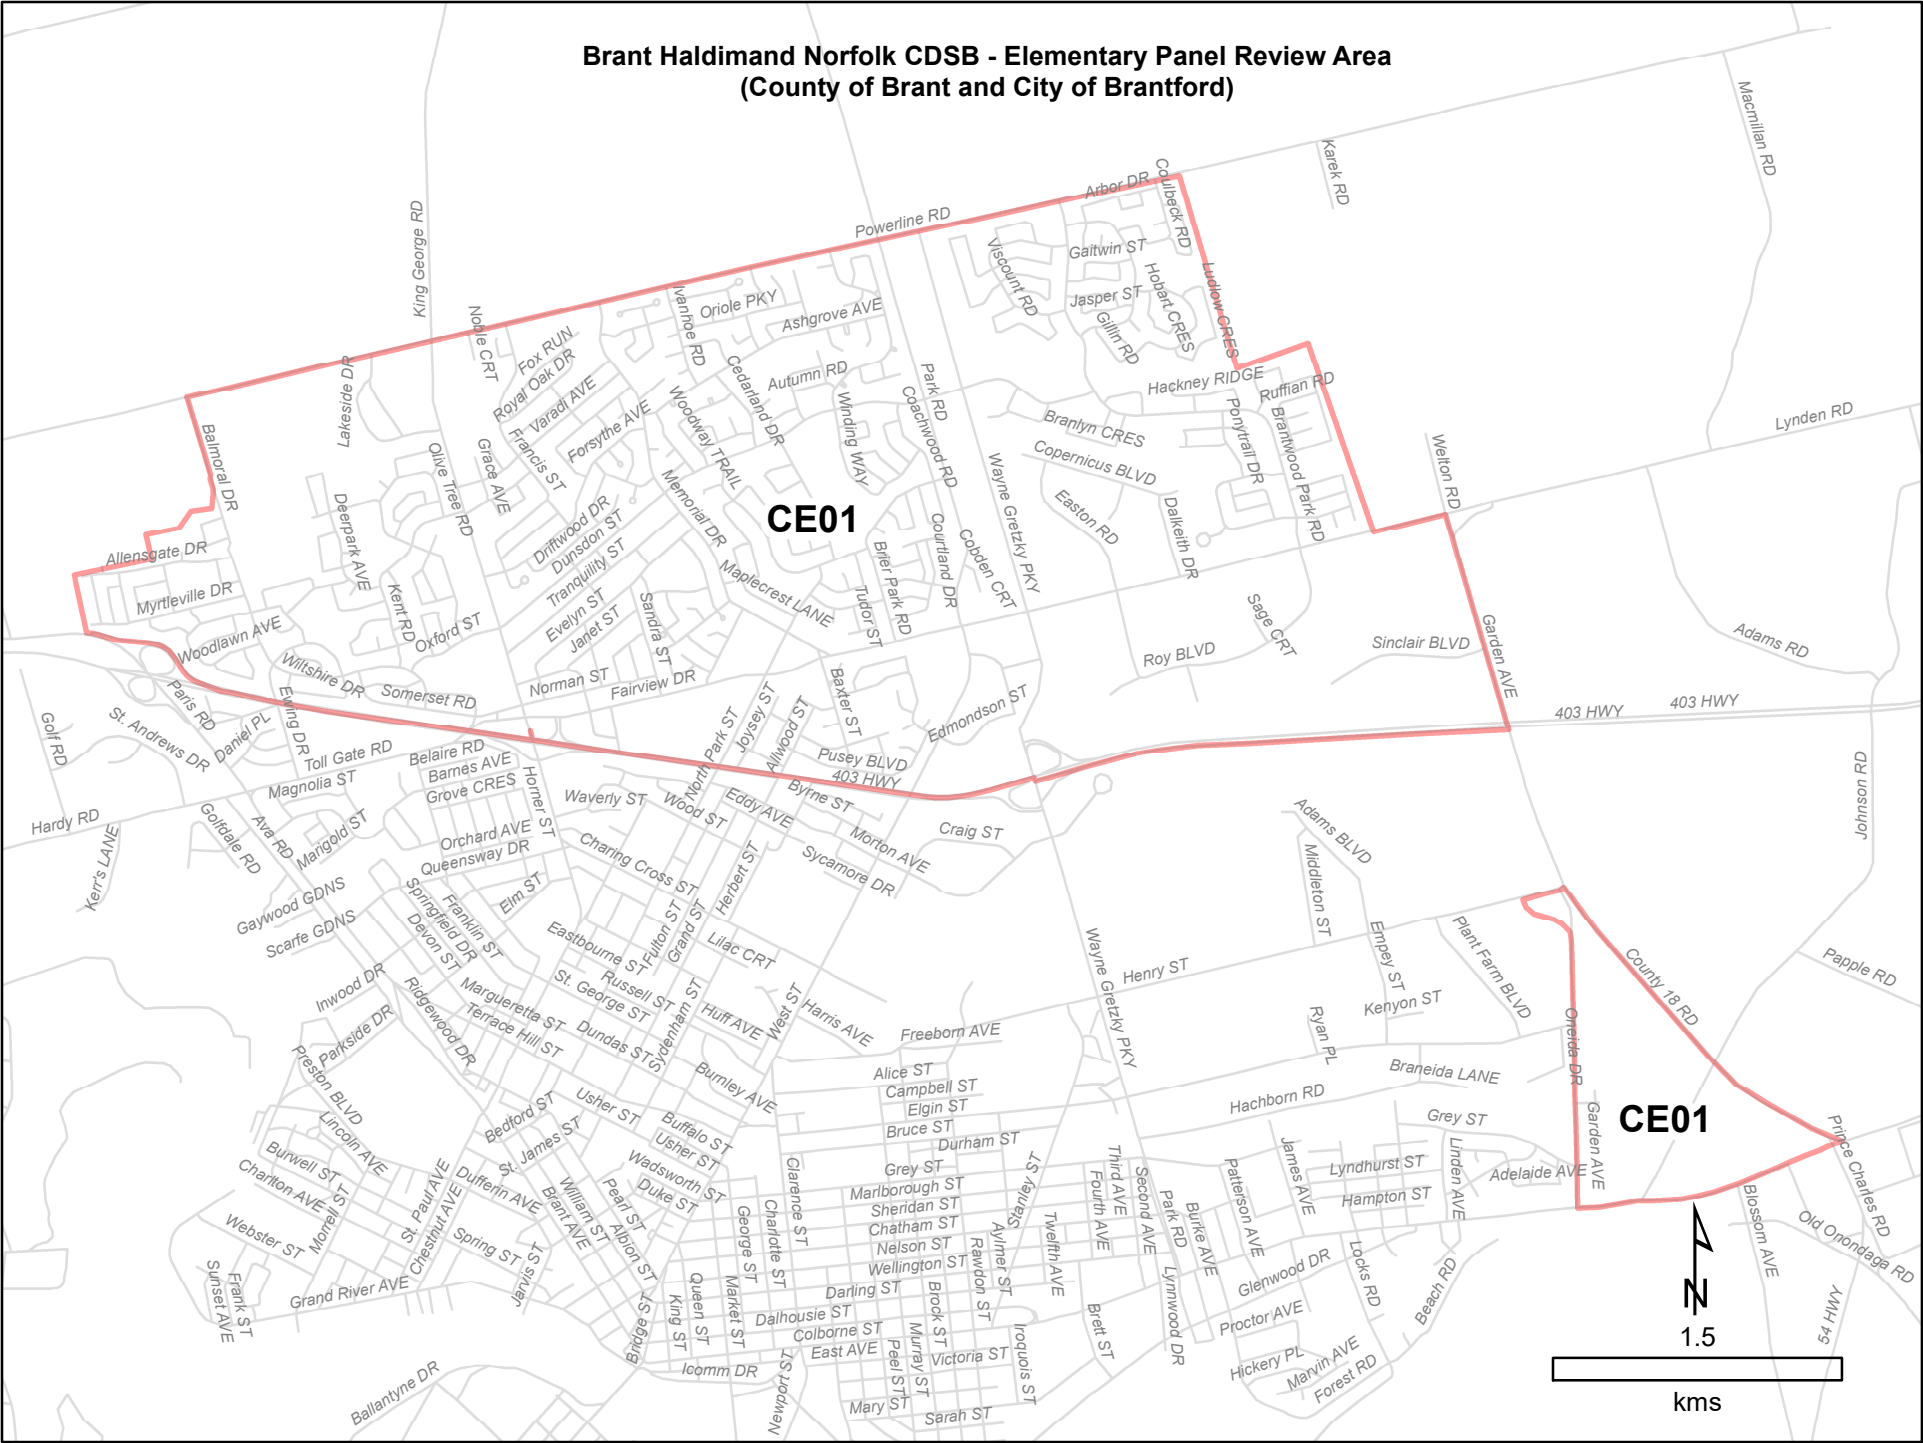 Brant Haldimand Norfolk CDSB - Elementary Panel Review Area
(County of Brant and City of Brantford)
Macmillan RD
Karek RD
Coulbeck RD
Arbor DR
King George RD
Powerline RD
Viscount RD
Gaitwin ST
Hobart CRES
Ludlow CRES
Jasper ST
Gillin RD
Noble CRT
Ivanhoe RD
Oriole PKY
Ashgrove AVE
Fox RUN
Royal Oak DR
Varadi AVE
Lakeside DR
Cedarland DR
Autumn RD
Park RD
Coachwood RD
Hackney RIDGE
Ruffian RD
Woodway TRAIL
Winding WAY
Forsythe AVE
Francis ST
Branlyn CRES
Ponytrail DR
Brantwood Park RD
Lynden RD
Balmoral DR
Olive Tree RD
Grace AVE
Copernicus BLVD
Wayne Gretzky PKY
Welton RD
Memorial DR
CE01
Easton RD
Dalkeith DR
Deerpark AVE
Driftwood DR
Dunsdon ST
Tranquility ST
Courtland DR
Cobden CRT
Brier Park RD
Allensgate DR
Myrtleville DR
Maplecrest LANE
Tudor ST
Kent RD
Oxford ST
Evelyn ST
Janet ST
Sandra ST
Sage CRT
Garden AVE
Adams RD
Woodlawn AVE
Wiltshire DR
Somerset RD
Norman ST
Fairview DR
Baxter ST
Roy BLVD
Sinclair BLVD
Paris RD
Ewing DR
Joysey ST
Allwood ST
North Park ST
Edmondson ST
403 HWY
403 HWY
Golf RD
St. Andrews DR
Daniel PL
Toll Gate RD
Belaire RD
Barnes AVE
Grove CRES
Magnolia ST
Pusey BLVD
403 HWY
Johnson RD
Horner ST
Waverly ST
Wood ST
Eddy AVE
Byrne ST
Hardy RD
Kerr's LANE
Golfdale RD
Ava RD
Marigold ST
Orchard AVE
Queensway DR
Charing Cross ST
Herbert ST
Morton AVE
Sycamore DR
Craig ST
Adams BLVD
Middleton ST
Gaywood GDNS
Scarfe GDNS
Elm ST
Springfield DR
Franklin ST
Devon ST
Eastbourne ST
Fulton ST
Grand ST
Lilac CRT
Wayne Gretzky PKY
Henry ST
Empey ST
Plant Farm BLVD
County 18 RD
Papple RD
Inwood DR
Parkside DR
Ridgewood DR
Margueretta ST
Terrace Hill ST
St. George ST
Russell ST
Dundas ST
Sydenham ST
Huff AVE
West ST
Harris AVE
Freeborn AVE
Kenyon ST
Ryan PL
Oneida DR
Preston BLVD
Burnley AVE
Alice ST
Campbell ST
Elgin ST
Bruce ST
Durham ST
Braneida LANE
Hachborn RD
Grey ST
Garden AVE
CE01
Prince Charles RD
Lincoln AVE
Bedford ST
Usher ST
Buffalo ST
Usher ST
St. James ST
Wadsworth ST
Duke ST
Burwell ST
Charlton AVE
Morrell ST
St. Paul AVE
Chestnut AVE
Dufferin AVE
William ST
Brant AVE
Pearl ST
Albion ST
Clarence ST
Charlotte ST
George ST
Grey ST
Marlborough ST
Sheridan ST
Chatham ST
Nelson ST
Wellington ST
Darling ST
Stanley ST
Third AVE
Fourth AVE
Second AVE
Park RD
Burke AVE
Patterson AVE
James AVE
Lyndhurst ST
Hampton ST
Linden AVE
Adelaide AVE
Blossom AVE
Old Onondaga RD
54 HWY
Webster ST
Spring ST
Jarvis ST
Sunset AVE
Frank ST
Grand River AVE
Bridge ST
King ST
Queen ST
Market ST
Dalhousie ST
Colborne ST
East AVE
Icomm DR
Newport ST
Brock ST
Murray ST
Peel ST
Rawdon ST
Aylmer ST
Twelfth AVE
Iroquois ST
Victoria ST
Mary ST
Sarah ST
Brett ST
Lynnwood DR
Glenwood DR
Proctor AVE
Locks RD
Beach RD
Hickery PL
Marvin AVE
Forest RD
Ballantyne DR
N
1.5
kms